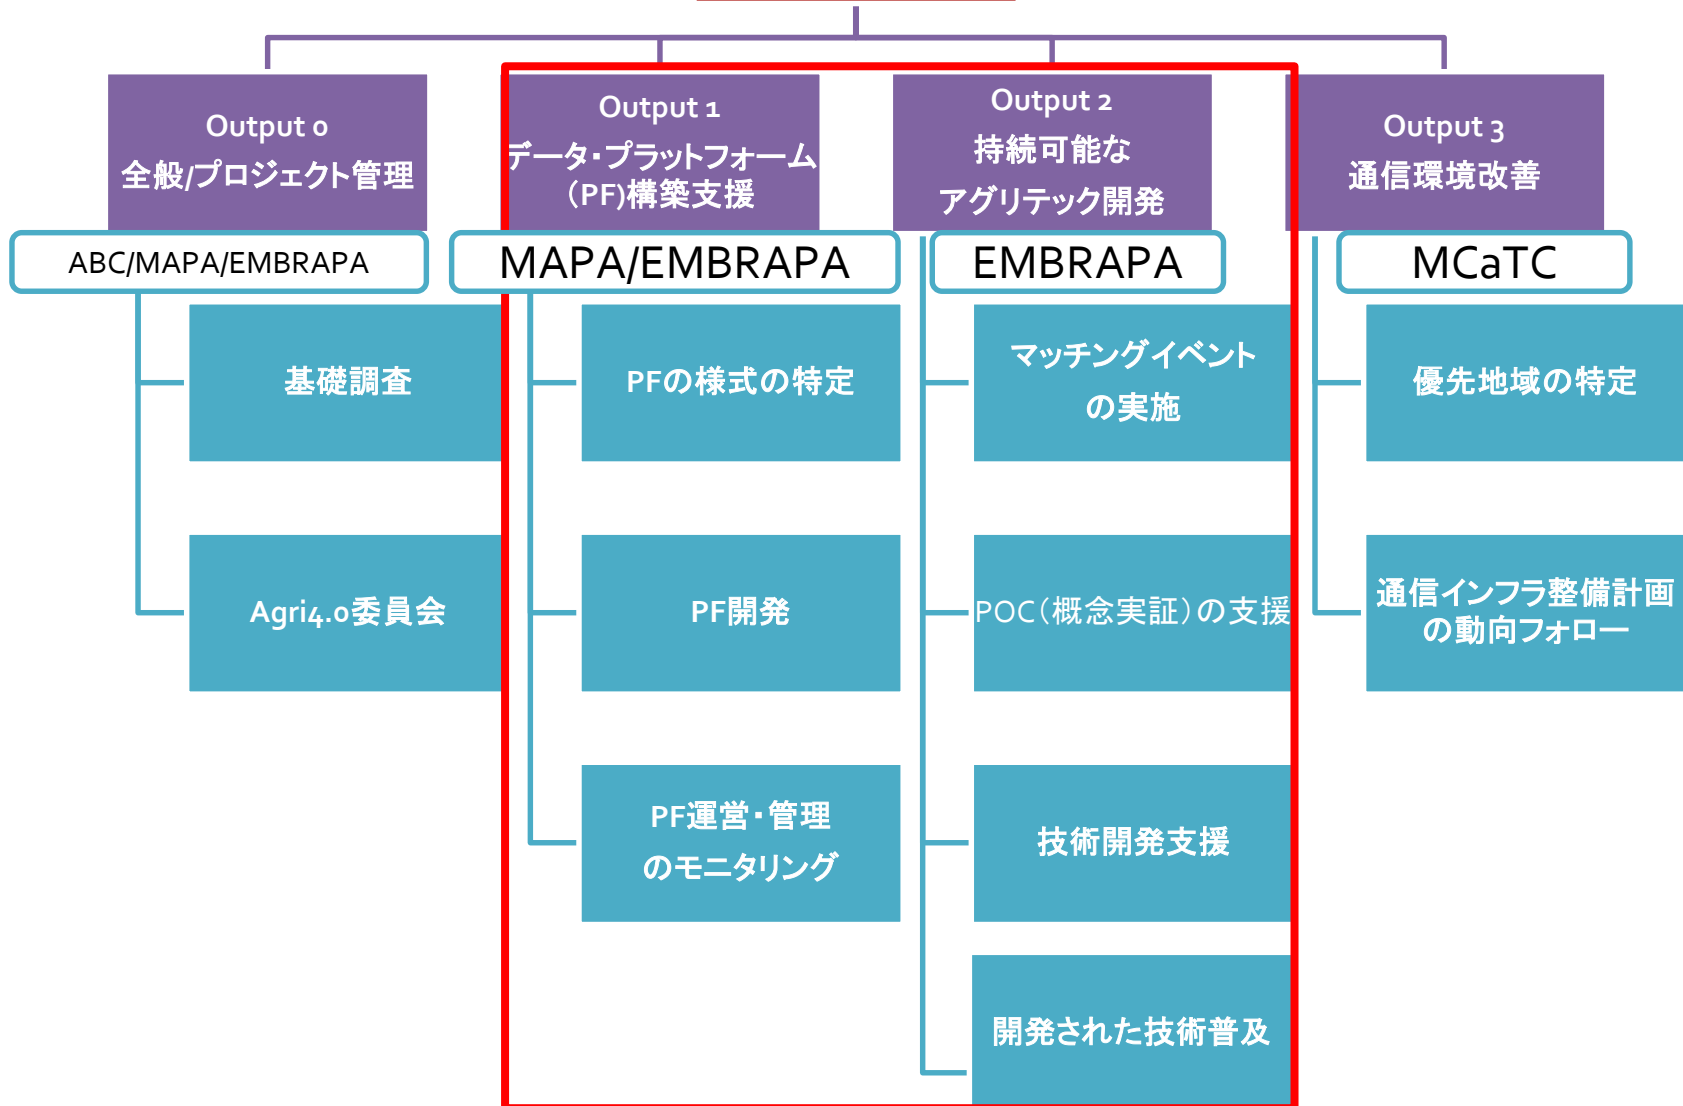 Output 0
全般/プロジェクト管理
ABC/MAPA/EMBRAPA
基礎調査
Agri4.0委員会
Output 1
データ・プラットフォーム
（PF)構築支援
MAPA/EMBRAPA
PFの様式の特定
PF開発
PF運営・管理
のモニタリング
Output 2
持続可能な
アグリテック開発
EMBRAPA
マッチングイベント
の実施
POC（概念実証）の支援
技術開発支援
開発された技術普及
Output 3
通信環境改善
MCaTC
優先地域の特定
通信インフラ整備計画
の動向フォロー